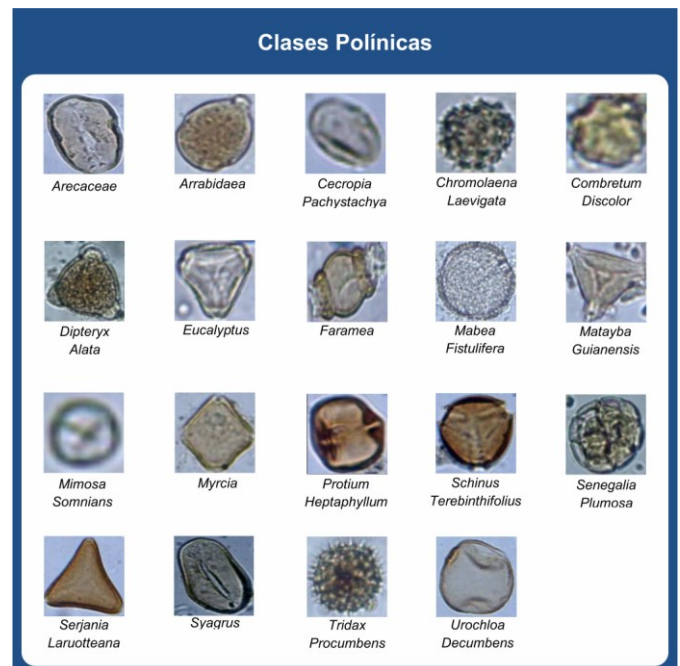 Clases Polínicas
Arecaceae
Arrabidaea
Cecropia
Pachystachya
Chromolaena
Laevigata
Combretum
Discolor
Dipteryx
Alata
Eucalyptus
Faramea
Mabea
Fistulifera
Matayba
Guianensis
Mimosa
Somnians
Myrcia
Protium
Heptaphyllum
Schinus
Terebinthifolius
Senegalia
Plumosa
Serjania
Laruotteana
Syagrus
Tridax
Procumbens
Urochloa
Decumbens